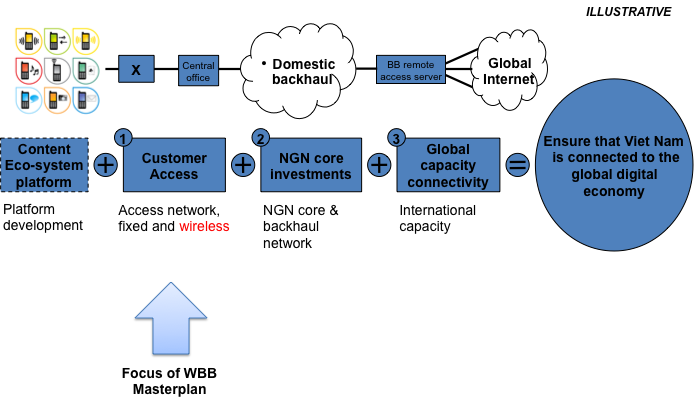 ILLUSTRATIVE
X
Central
office
• Domestic
backhaul
BB remote
access server
Global
Internet
Content
Eco-system
platform
+
1
Customer
Access
+
2
NGN core
investments
+
3
Global
capacity
connectivity
=
Ensure that Viet Nam
is connected to the
global digital
economy
Platform
development
Access network,
fixed and wireless
NGN core &
backhaul
network
International
capacity
Focus of WBB
Masterplan